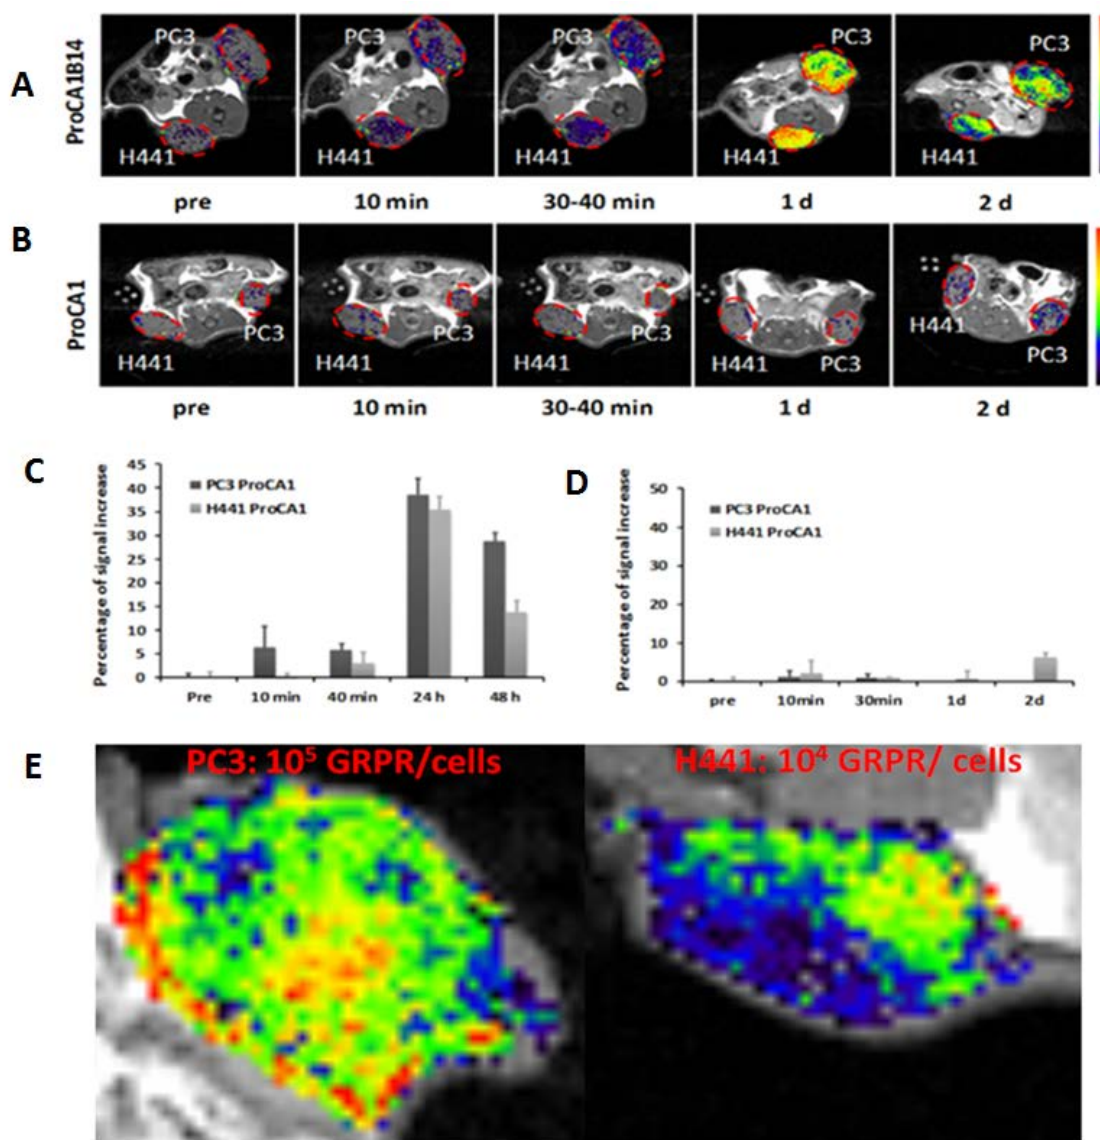 A
ProCA1B14
PC3
PC3
PC3
PC3
PC3
H441
H441
H441
H441
H441
pre
10 min
30-40 min
1 d
2 d
B
ProCA1
PC3
PC3
PC3
PC3
PC3
H441
H441
H441
H441
H441
pre
10 min
30-40 min
1 d
2 d
C
Percentage of signal increase
45
40
35
30
25
20
15
10
5
0
PC3 ProCA1
H441 ProCA1
Pre
10 min
40 min
24 h
48 h
D
Percentage of signal increase
50
40
30
20
10
0
PC3 ProCA1
H441 ProCA1
pre
10min
30min
1d
2d
E
PC3: 10⁵ GRPR/cells
H441: 10⁴ GRPR/ cells